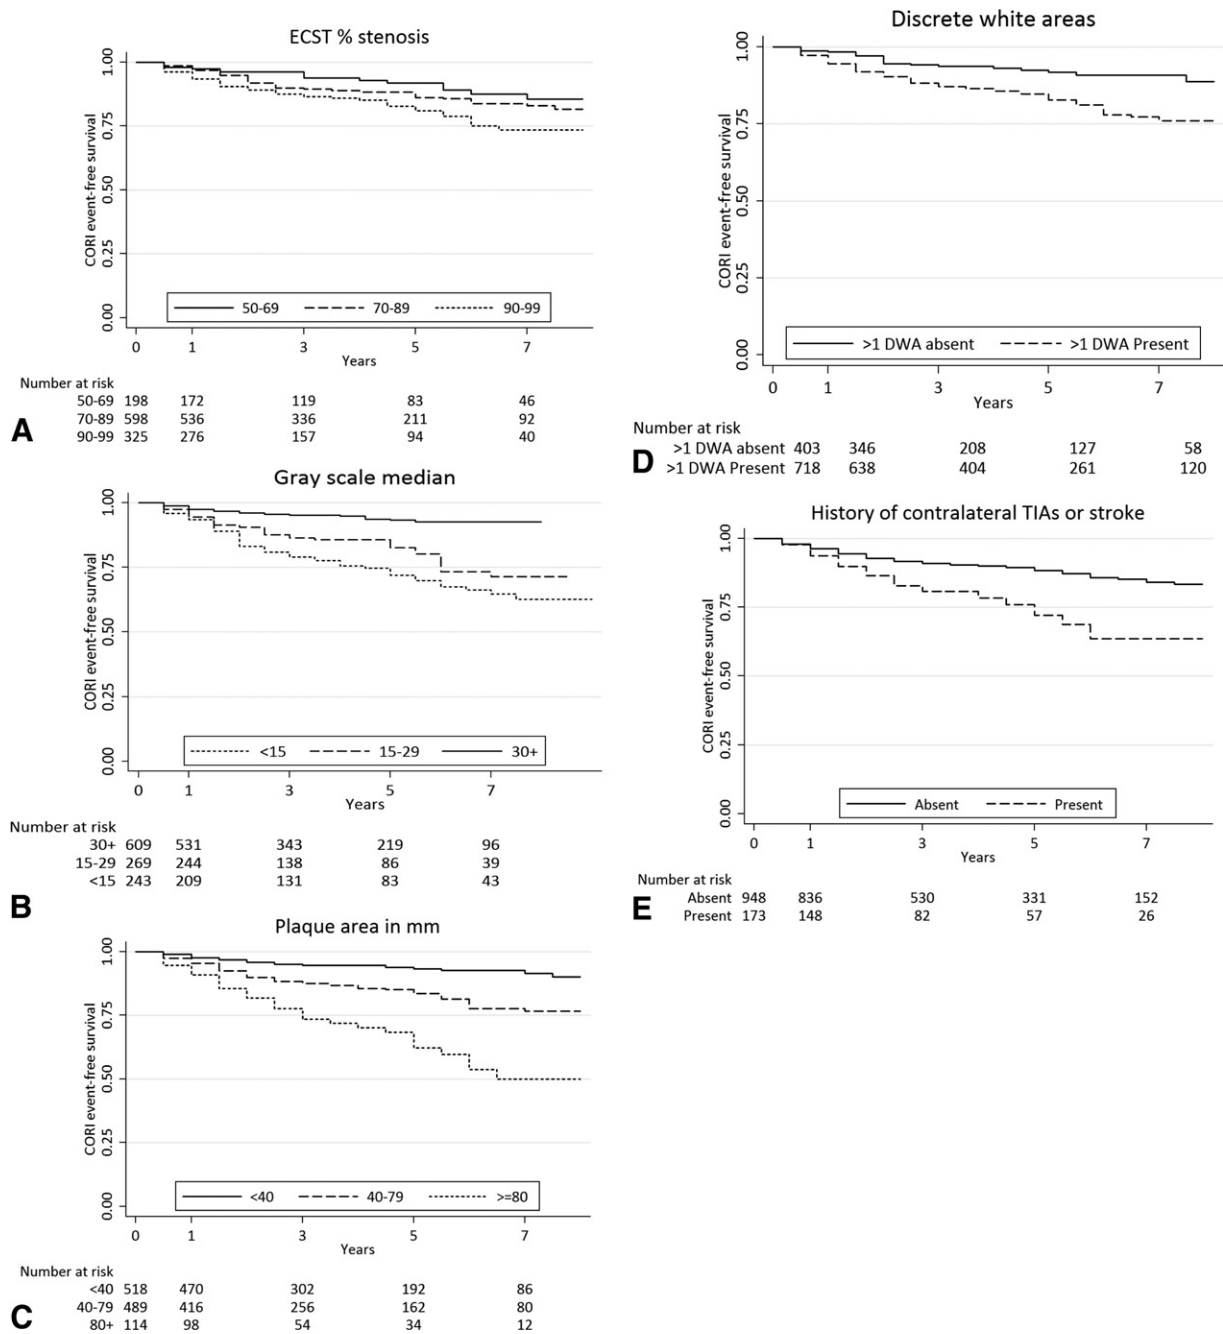 ECST % stenosis
CORI event-free survival
1.00
0.75
0.50
0.25
0.00
50-69 70-89 90-99
0 1 3 5 7
Years
Number at risk
50-69 198 172 119 83 46
70-89 598 536 336 211 92
90-99 325 276 157 94 40
A
Gray scale median
CORI event-free survival
1.00
0.75
0.50
0.25
0.00
<15 15-29 30+
0 1 3 5 7
Years
Number at risk
30+ 609 531 343 219 96
15-29 269 244 138 86 39
<15 243 209 131 83 43
B
Plaque area in mm
CORI event-free survival
1.00
0.75
0.50
0.25
0.00
<40 40-79 >=80
0 1 3 5 7
Years
Number at risk
<40 518 470 302 192 86
40-79 489 416 256 162 80
80+ 114 98 54 34 12
C
Discrete white areas
CORI event-free survival
1.00
0.75
0.50
0.25
0.00
>1 DWA absent >1 DWA Present
0 1 3 5 7
Years
Number at risk
>1 DWA absent 403 346 208 127 58
>1 DWA Present 718 638 404 261 120
D
History of contralateral TIAs or stroke
CORI event-free survival
1.00
0.75
0.50
0.25
0.00
Absent Present
0 1 3 5 7
Years
Number at risk
Absent 948 836 530 331 152
Present 173 148 82 57 26
E